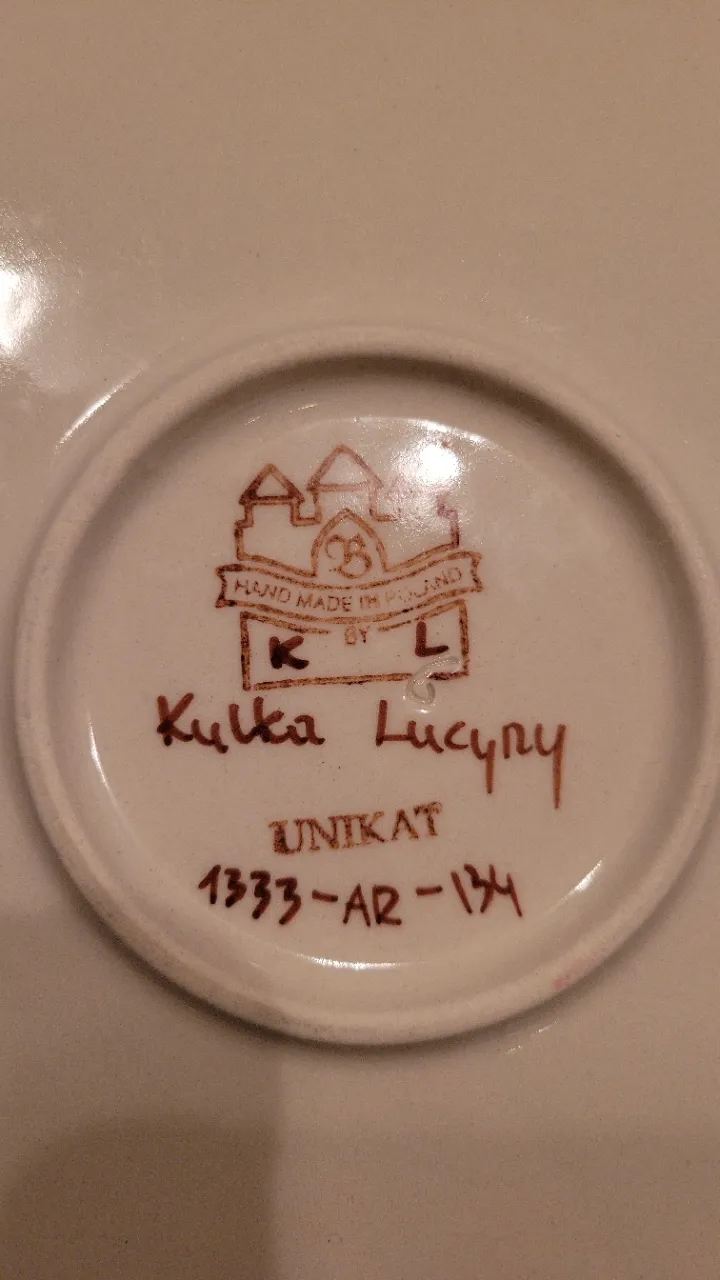 B
HAND MADE IN POLAND
BY
K L
Kulka Lucyny
UNIKAT
1333-AR-134